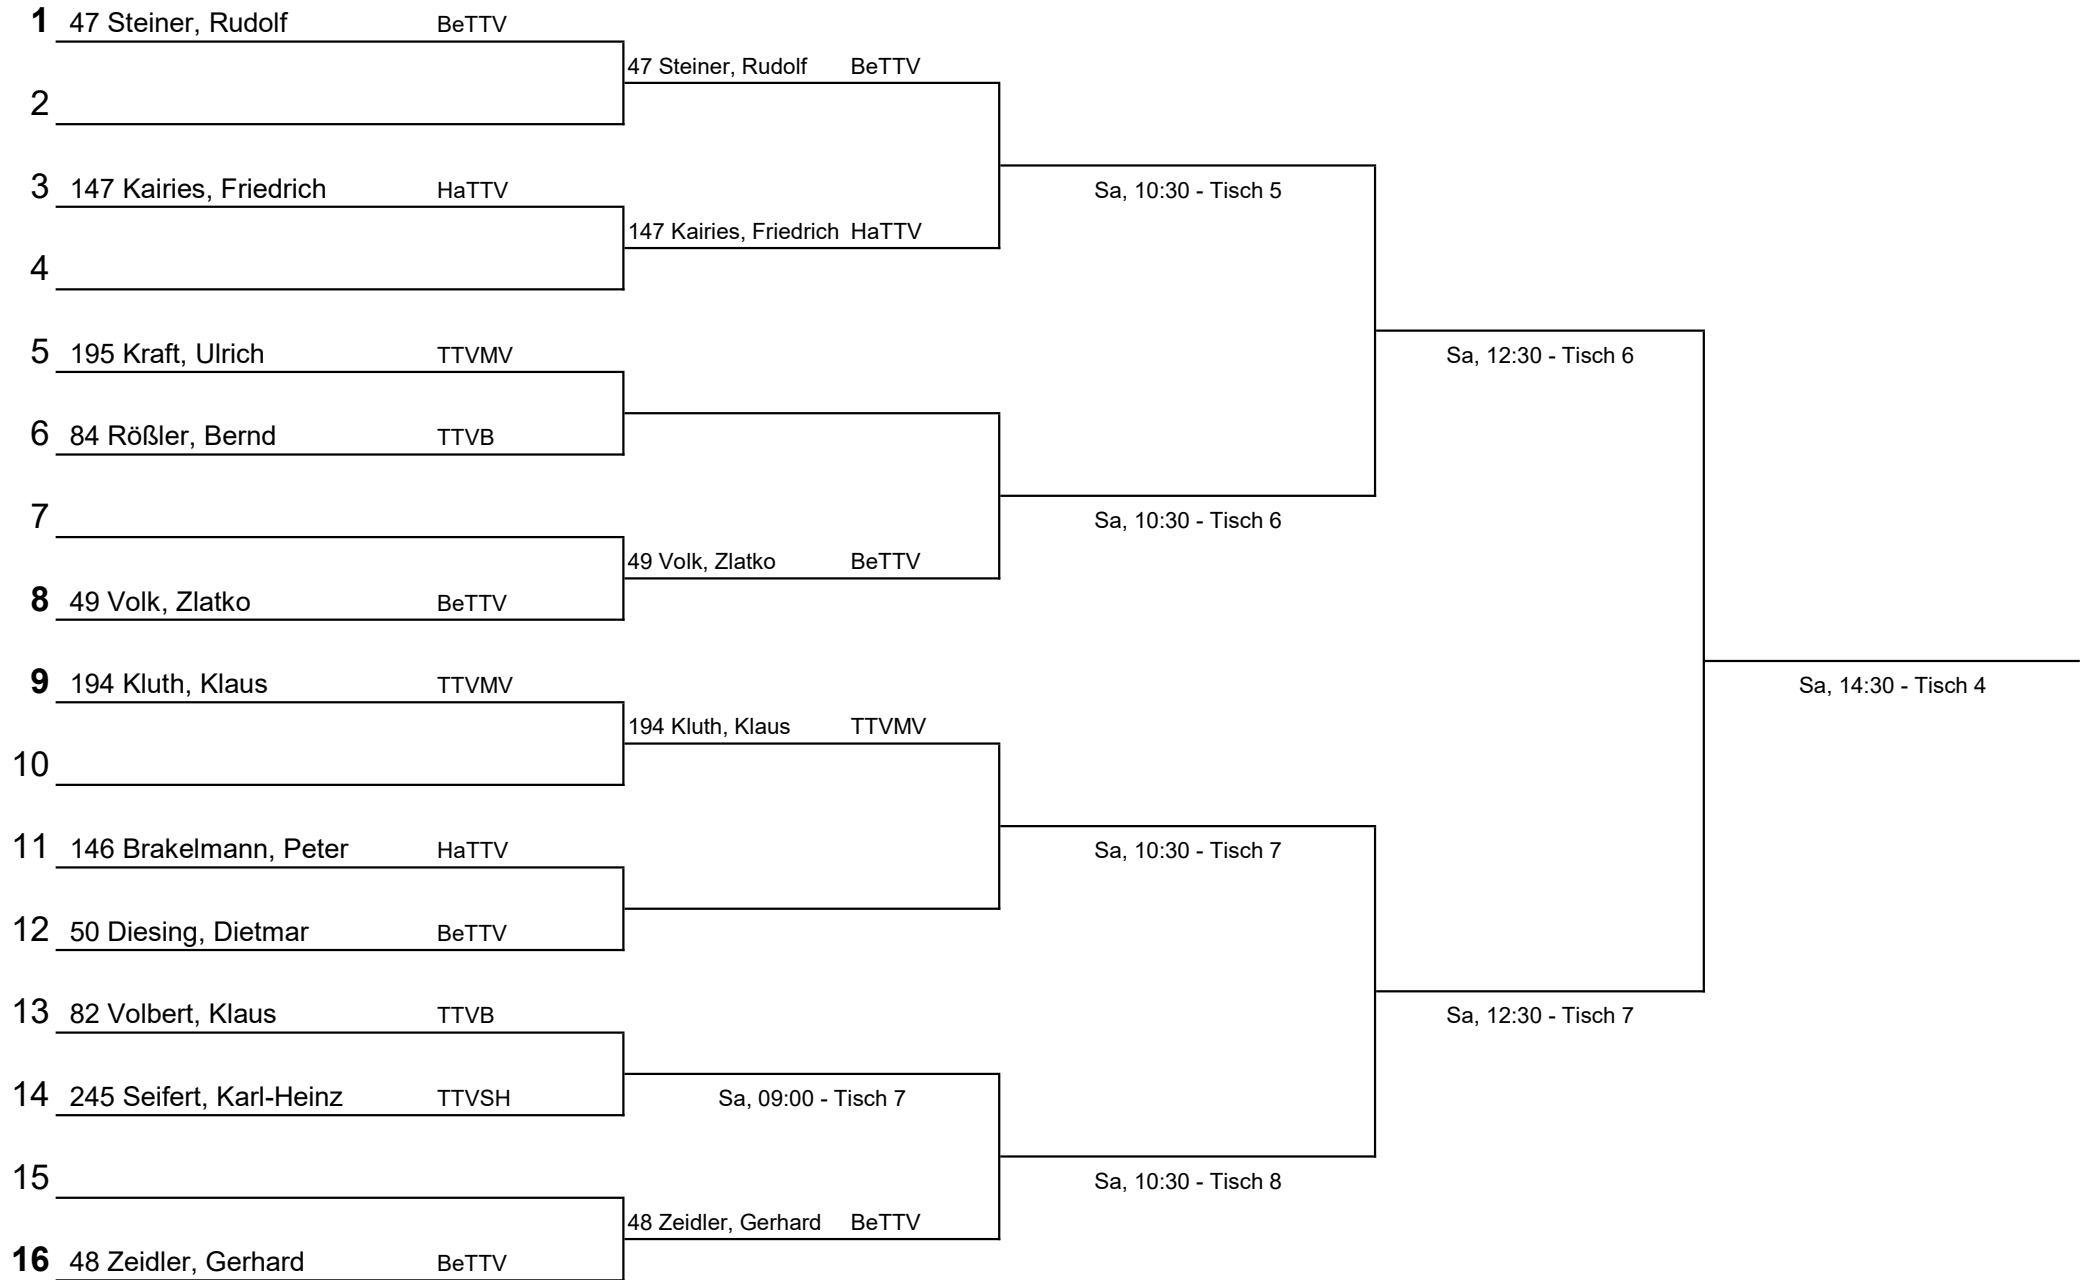 1 47 Steiner, Rudolf BeTTV
47 Steiner, Rudolf BeTTV
2
3 147 Kairies, Friedrich HaTTV
Sa, 10:30 - Tisch 5
147 Kairies, Friedrich HaTTV
4
5 195 Kraft, Ulrich TTVMV
Sa, 12:30 - Tisch 6
6 84 Rößler, Bernd TTVB
7
Sa, 10:30 - Tisch 6
49 Volk, Zlatko BeTTV
8 49 Volk, Zlatko BeTTV
9 194 Kluth, Klaus TTVMV
Sa, 14:30 - Tisch 4
194 Kluth, Klaus TTVMV
10
11 146 Brakelmann, Peter HaTTV
Sa, 10:30 - Tisch 7
12 50 Diesing, Dietmar BeTTV
13 82 Volbert, Klaus TTVB
Sa, 12:30 - Tisch 7
14 245 Seifert, Karl-Heinz TTVSH
Sa, 09:00 - Tisch 7
15
Sa, 10:30 - Tisch 8
48 Zeidler, Gerhard BeTTV
16 48 Zeidler, Gerhard BeTTV